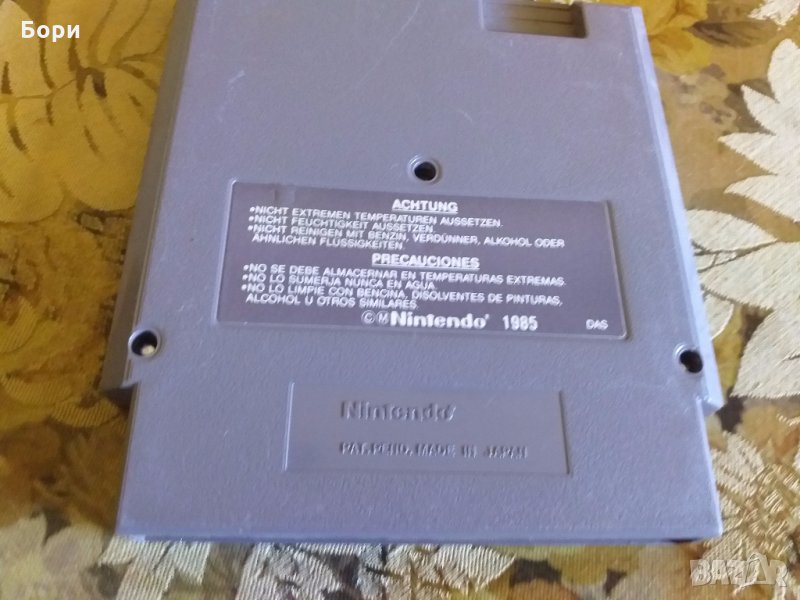 Бори
ACHTUNG
•NICHT EXTREMEN TEMPERATUREN AUSSETZEN.
•NICHT FEUCHTIGKEIT AUSSETZEN.
•NICHT REINIGEN MIT BENZIN, VERDÜNNER, ALKOHOL ODER
ÄHNLICHEN FLÜSSIGKEITEN.
PRECAUCIONES
•NO SE DEBE ALMACERNAR EN TEMPERATURAS EXTREMAS.
•NO LO SUMERJA NUNCA EN AGUA.
•NO LO LIMPIE CON BENCINA, DISOLVENTES DE PINTURAS,
ALCOHOL U OTROS SIMILARES.
©Ⓜ Nintendo® 1985 DAS
Nintendo®
PAT. PEND. MADE IN JAPAN
BAZAR